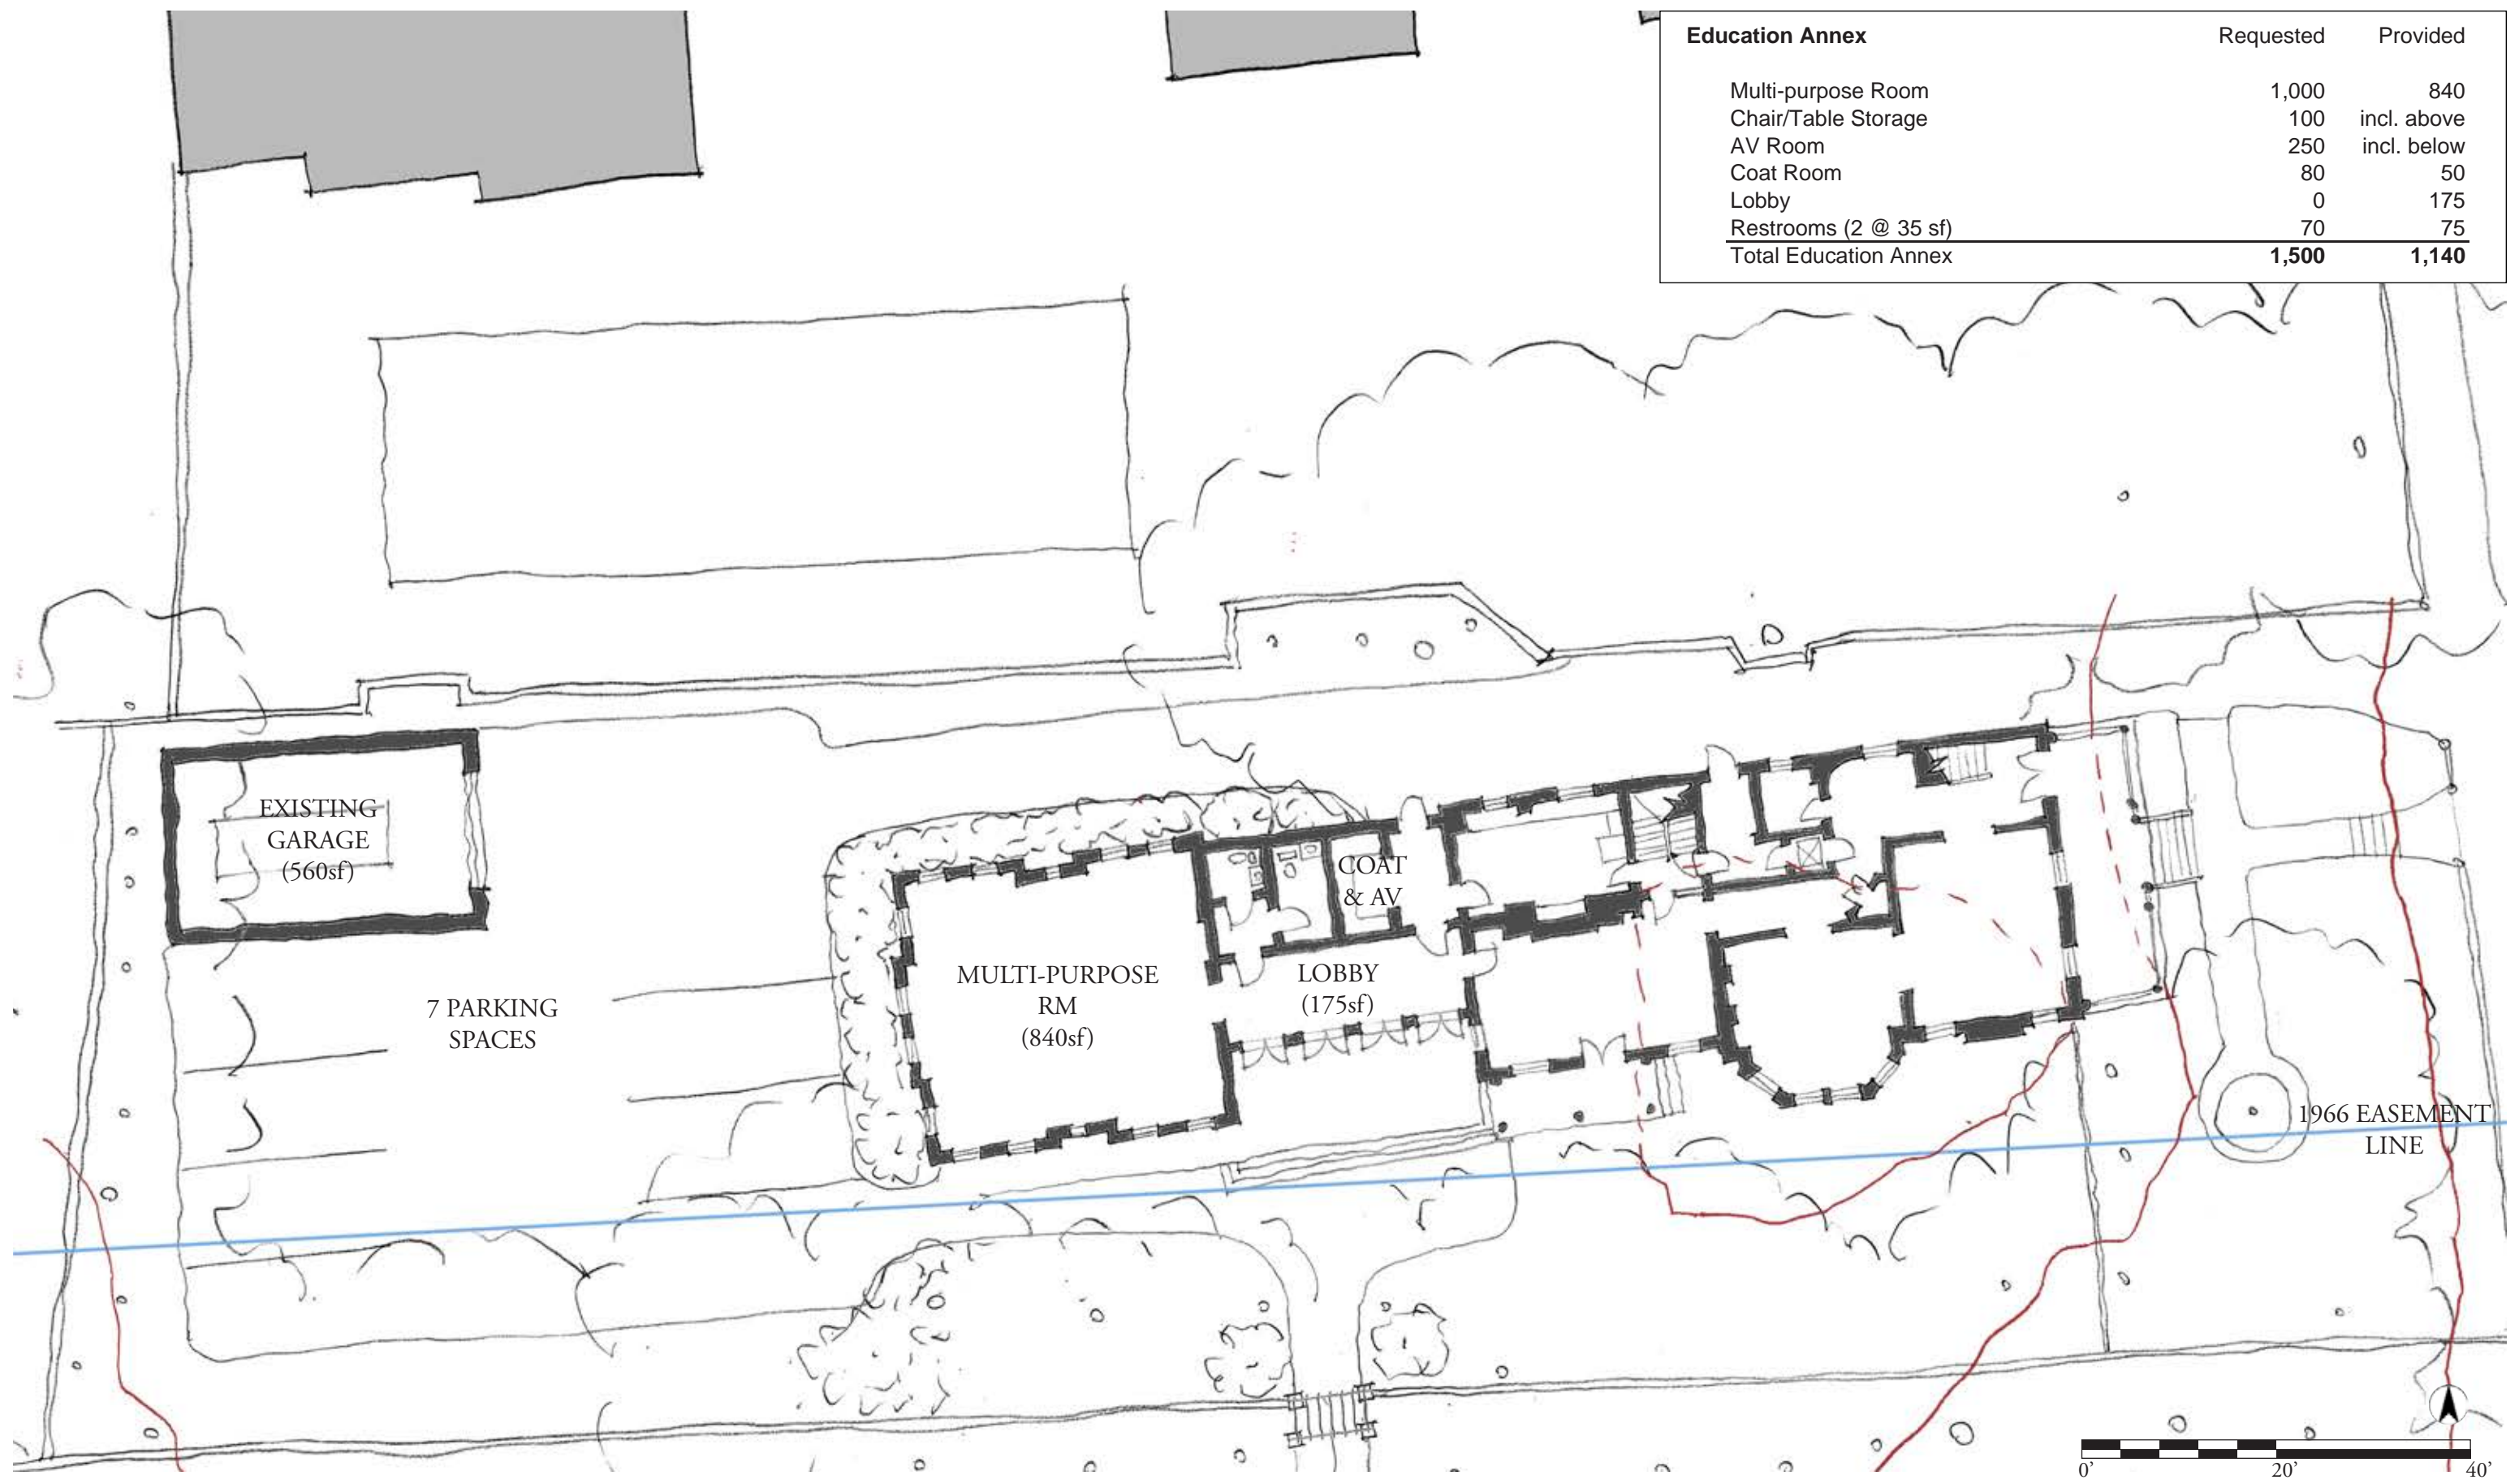 Education Annex Requested Provided
Multi-purpose Room 1,000 840
Chair/Table Storage 100 incl. above
AV Room 250 incl. below
Coat Room 80 50
Lobby 0 175
Restrooms (2 @ 35 sf) 70 75
Total Education Annex 1,500 1,140
EXISTING
GARAGE
(560sf)
COAT
& AV
MULTI-PURPOSE
RM
(840sf)
LOBBY
(175sf)
7 PARKING
SPACES
1966 EASEMENT
LINE
0' 20' 40'